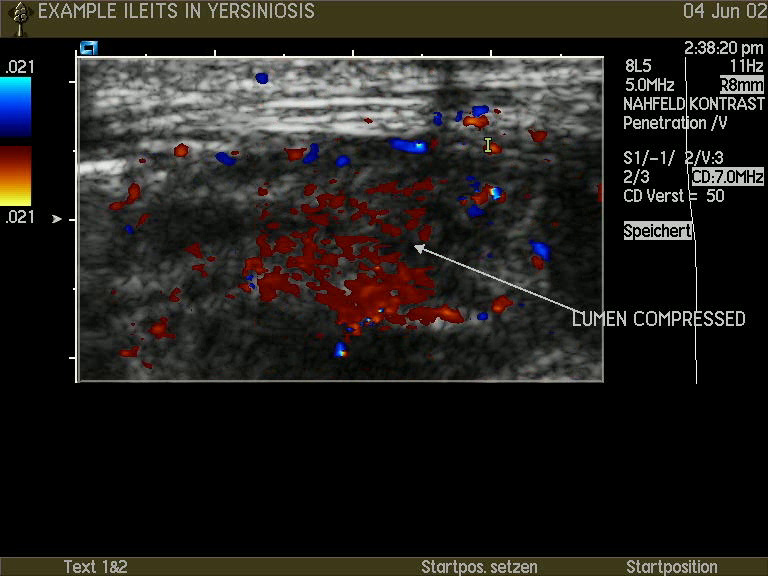 EXAMPLE ILEITS IN YERSINIOSIS
04 Jun 02
2:38:20 pm
.021
.021
8L5 11Hz
5.0MHz R8mm
NAHFELD KONTRAST
Penetration /V
S1/-1/ 2/V:3
2/3 CD:7.0MHz
CD Verst = 50
Speichert
I
LUMEN COMPRESSED
Text 1&2 Startpos. setzen Startposition